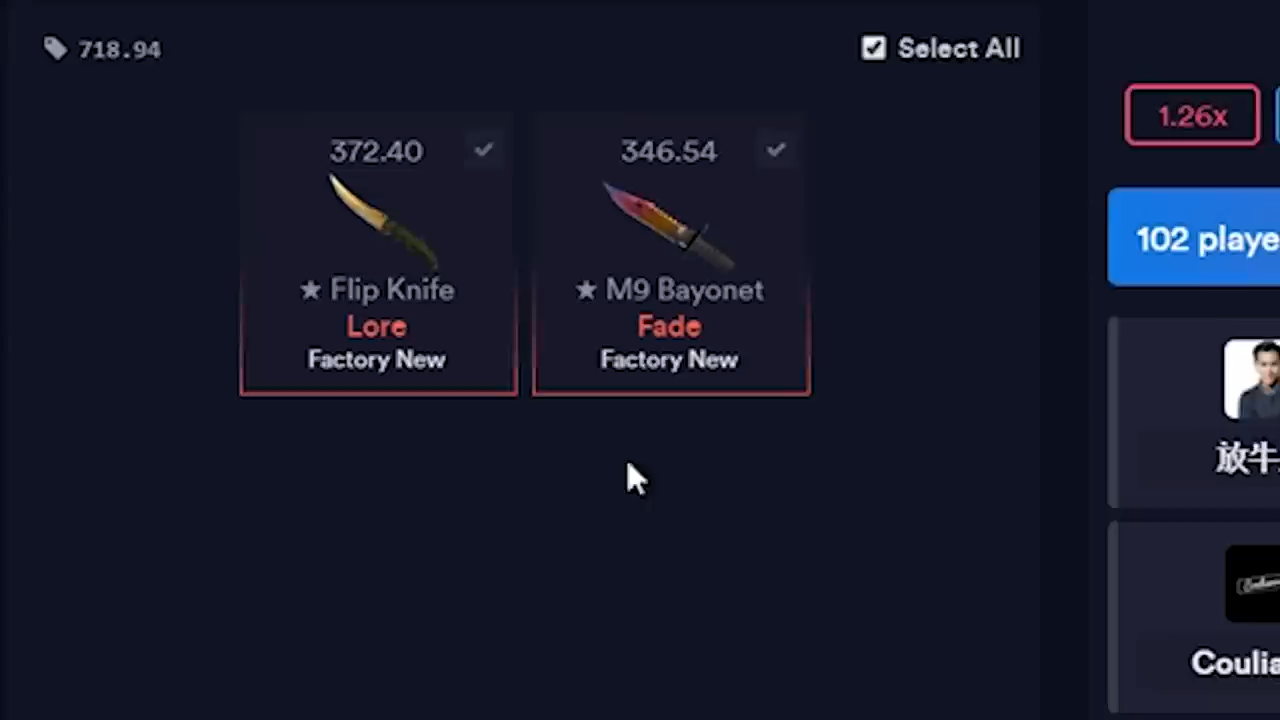 718.94
Select All
372.40
★ Flip Knife
Lore
Factory New
346.54
★ M9 Bayonet
Fade
Factory New
1.26x
102 playe
放牛
Coulia